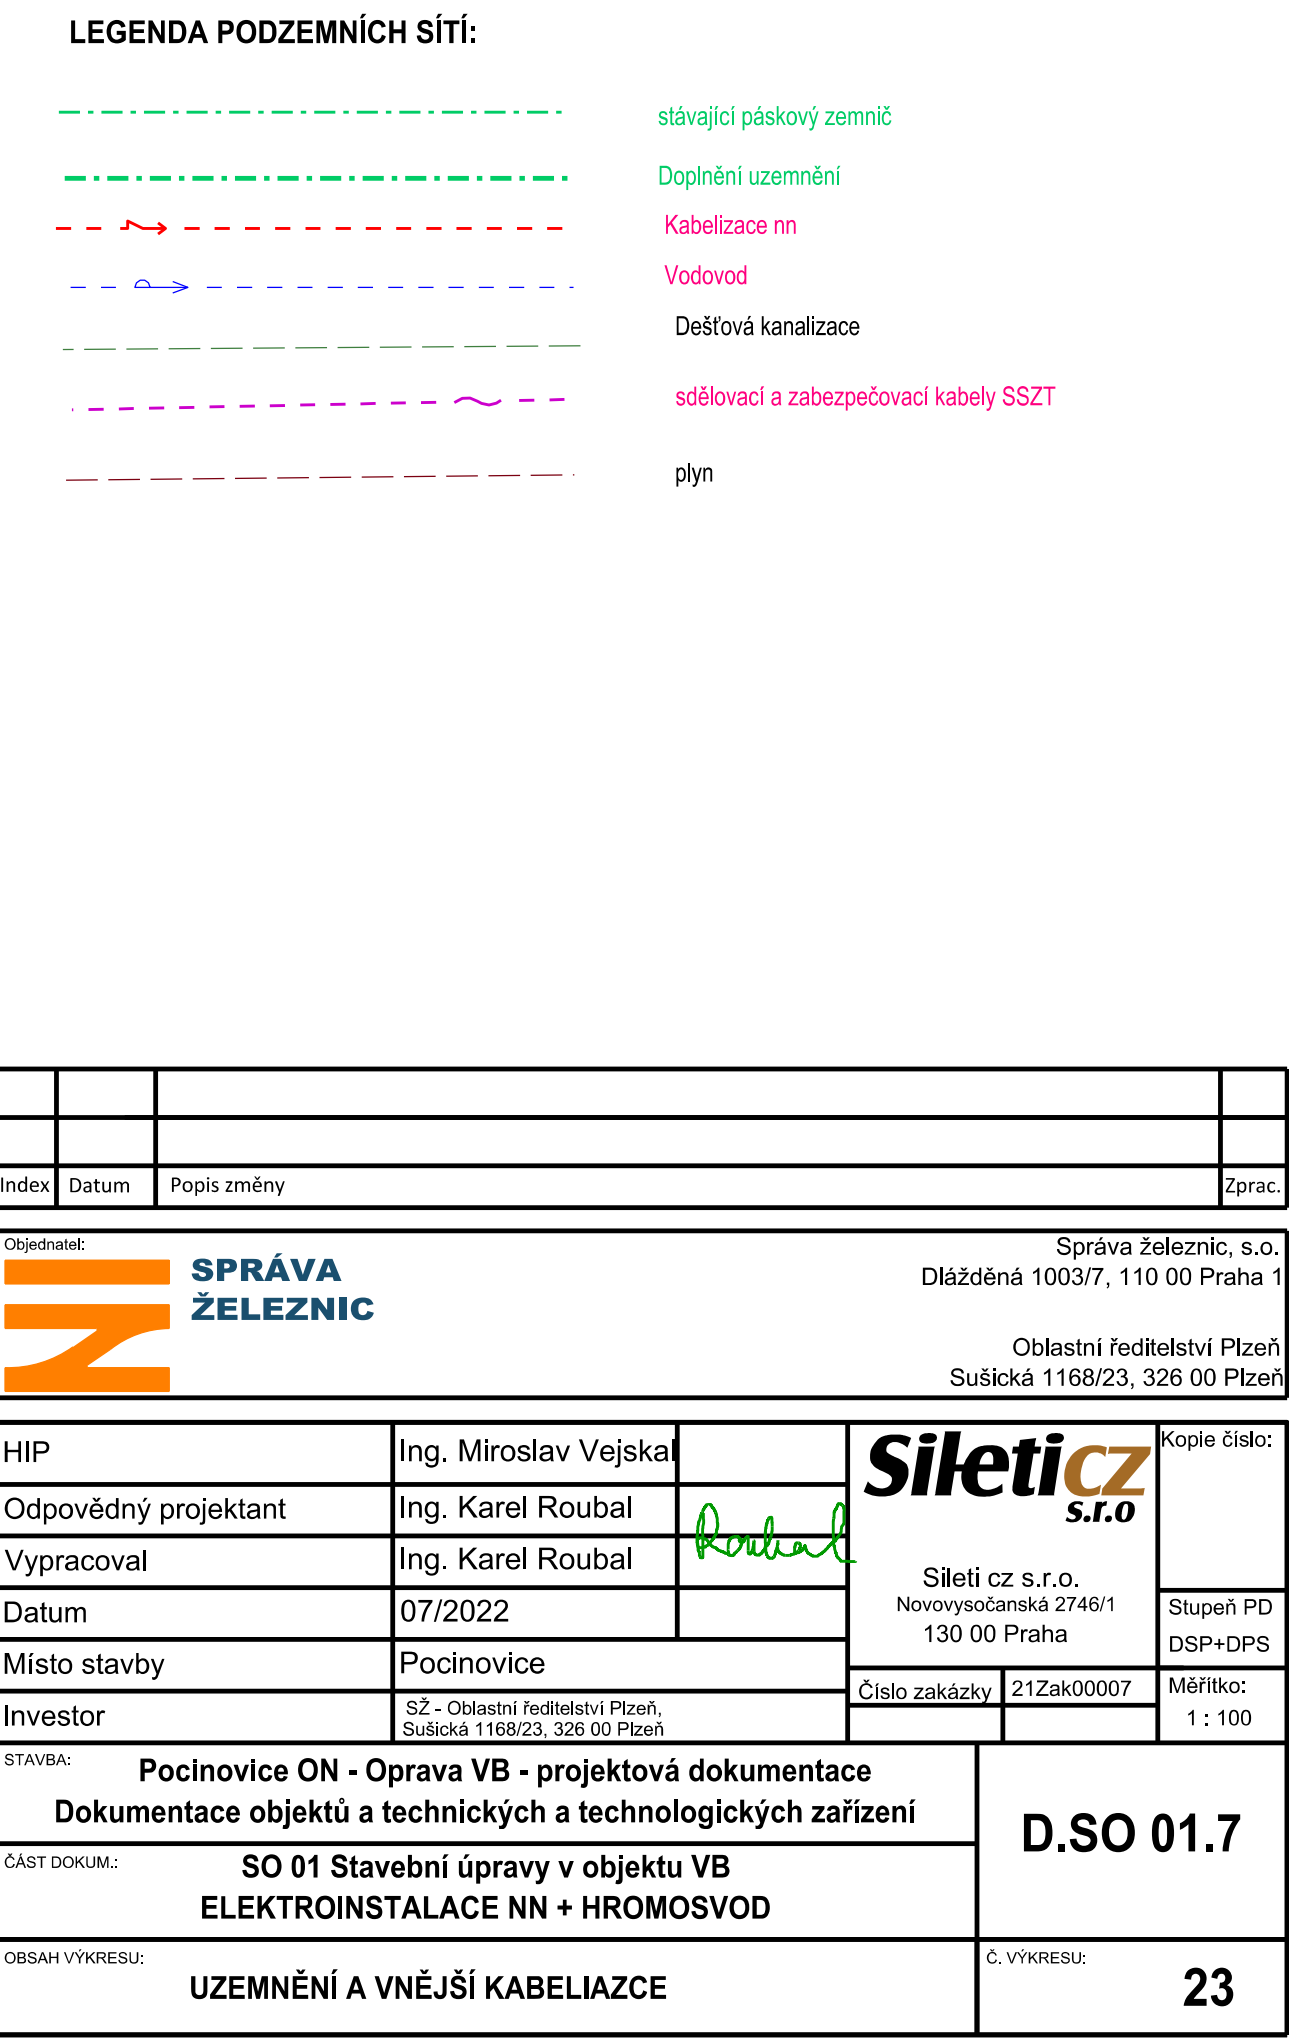 LEGENDA PODZEMNÍCH SÍTÍ:
stávající páskový zemnič
Doplnění uzemnění
Kabelizace nn
Vodovod
Dešťová kanalizace
sdělovací a zabezpečovací kabely SSZT
plyn
Index Datum Popis změny Zprac.
Objednatel:
SPRÁVA
ŽELEZNIC
Správa železnic, s.o.
Dlážděná 1003/7, 110 00 Praha 1
Oblastní ředitelství Plzeň
Sušická 1168/23, 326 00 Plzeň
HIP Ing. Miroslav Vejskal
Odpovědný projektant Ing. Karel Roubal
Vypracoval Ing. Karel Roubal
Roubal
Datum 07/2022
Místo stavby Pocinovice
Investor SŽ - Oblastní ředitelství Plzeň,
Sušická 1168/23, 326 00 Plzeň
Sileticz
s.r.o
Sileti cz s.r.o.
Novovysočanská 2746/1
130 00 Praha
Číslo zakázky 21Zak00007
Kopie číslo:
Stupeň PD
DSP+DPS
Měřítko:
1 : 100
STAVBA:
Pocinovice ON - Oprava VB - projektová dokumentace
Dokumentace objektů a technických a technologických zařízení
D.SO 01.7
ČÁST DOKUM.:
SO 01 Stavební úpravy v objektu VB
ELEKTROINSTALACE NN + HROMOSVOD
OBSAH VÝKRESU:
UZEMNĚNÍ A VNĚJŠÍ KABELIAZCE
Č. VÝKRESU:
23